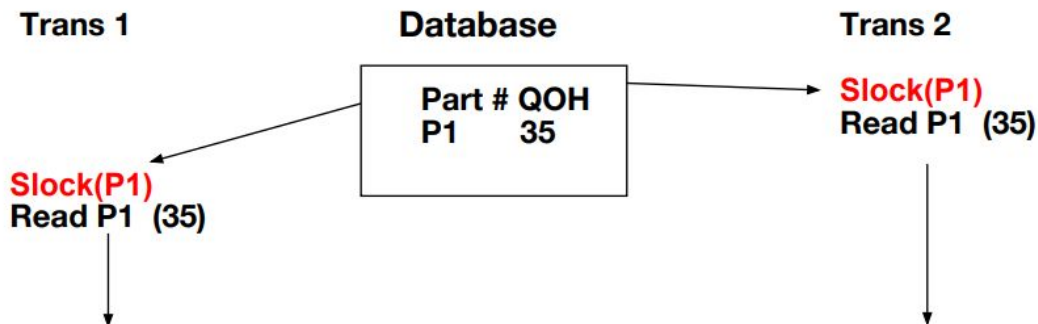 Trans 1
Database
Trans 2
Part # QOH
P1 35
Slock(P1)
Read P1 (35)
Slock(P1)
Read P1 (35)